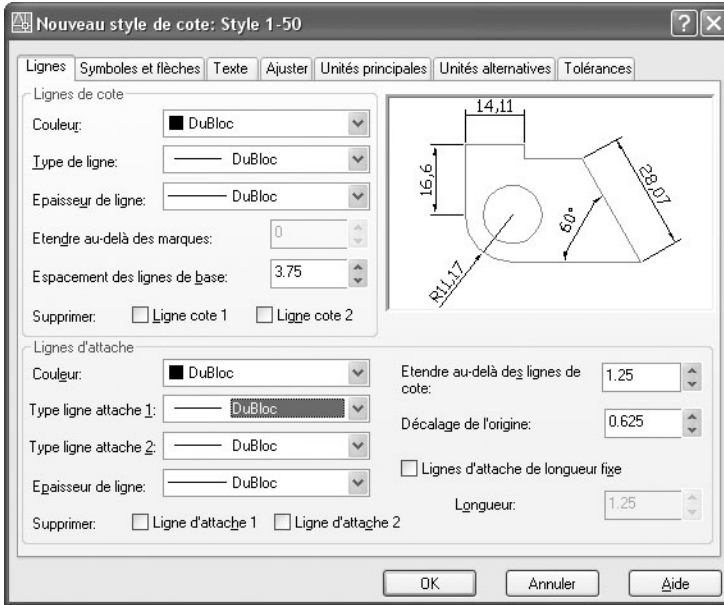 Nouveau style de cote: Style 1-50
Lignes Symboles et flèches Texte Ajuster Unités principales Unités alternatives Tolérances
Lignes de cote
Couleur: DuBloc
Type de ligne: DuBloc
Epaisseur de ligne: DuBloc
Etendre au-delà des marques: 0
Espacement des lignes de base: 3.75
Supprimer: Ligne cote 1 Ligne cote 2
14,11
16,6
28,07
60°
R11,17
Lignes d'attache
Couleur: DuBloc
Type ligne attache 1: DuBloc
Type ligne attache 2: DuBloc
Epaisseur de ligne: DuBloc
Supprimer: Ligne d'attache 1 Ligne d'attache 2
Etendre au-delà des lignes de
cote: 1.25
Décalage de l'origine: 0.625
Lignes d'attache de longueur fixe
Longueur: 1.25
OK Annuler Aide